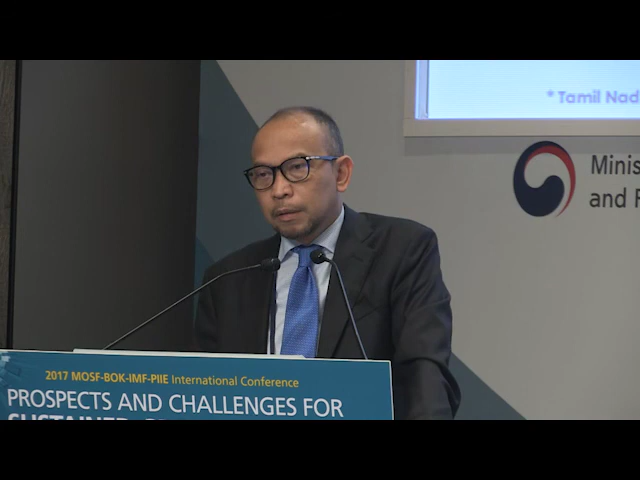 * Tamil Nad
Minis
and F
2017 MOSF-BOK-IMF-PIIE International Conference
PROSPECTS AND CHALLENGES FOR